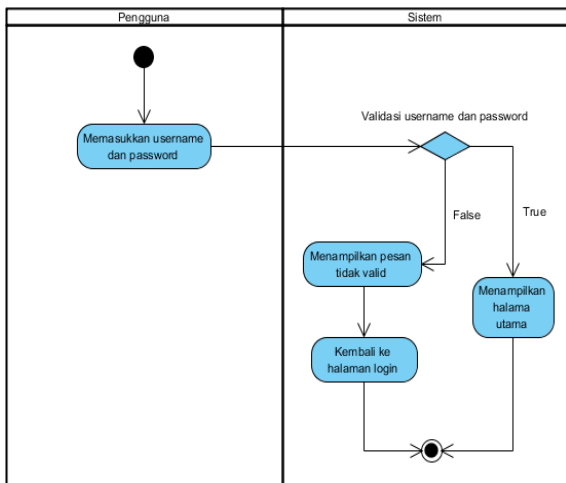 Pengguna
Sistem
Memasukkan username
dan password
Validasi username dan password
False
True
Menampilkan pesan
tidak valid
Menampilkan
halama
utama
Kembali ke
halaman login